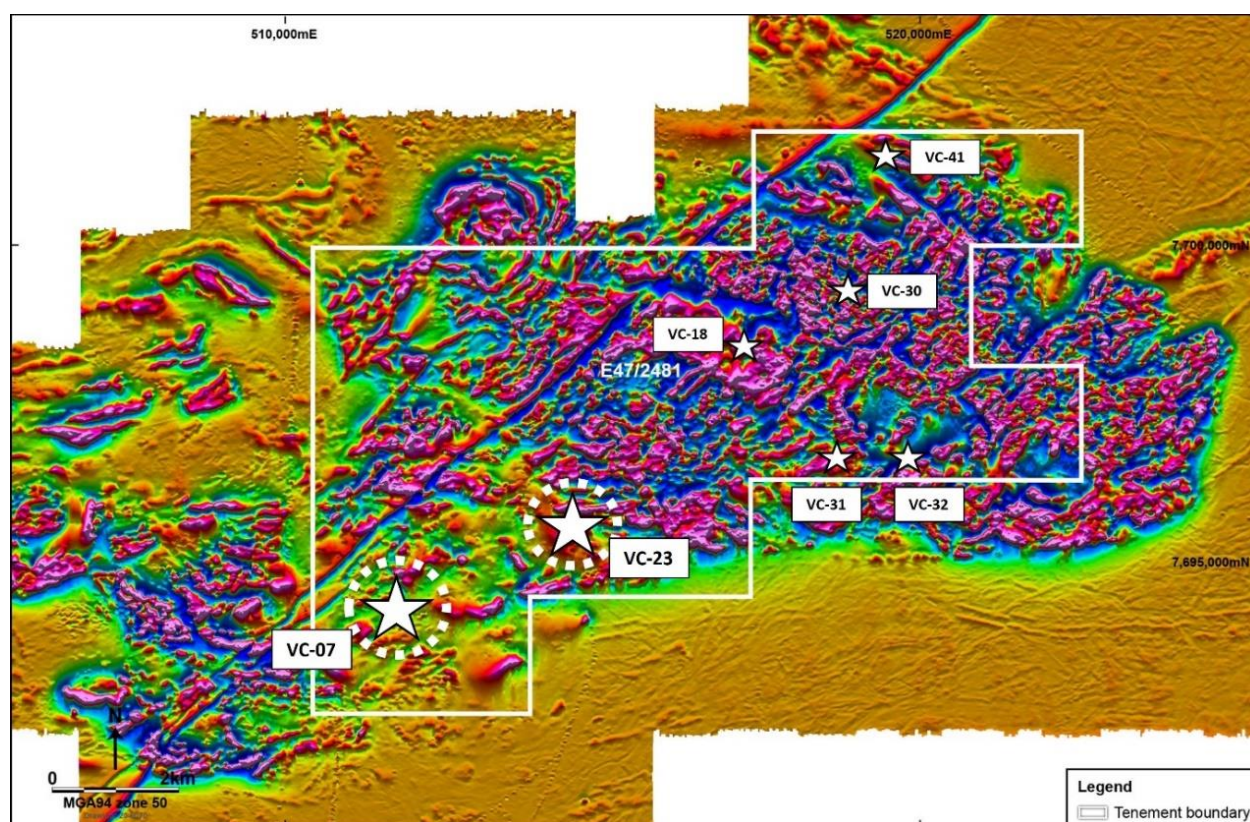 510,000mE
520,000mE
VC-41
7,700,000mN
VC-30
VC-18
E47/2481
VC-31
VC-32
VC-23
7,695,000mN
VC-07
N
0 2km
MGA94 zone 50
Legend
Tenement boundary